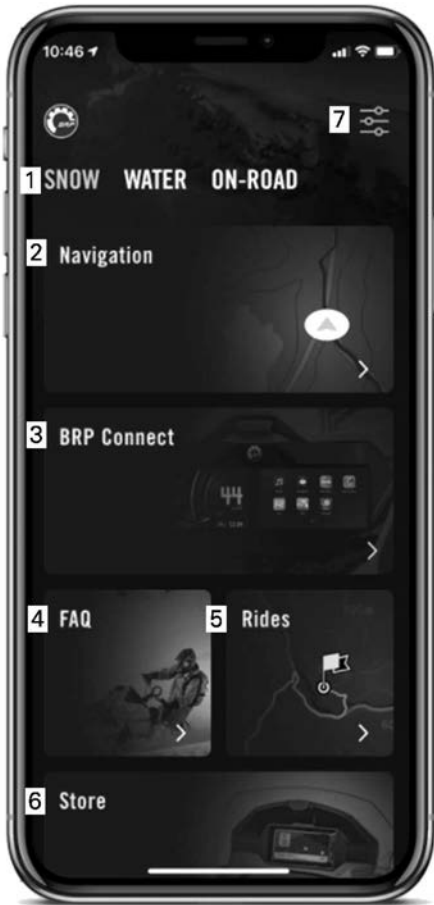 10:46
7
1 SNOW WATER ON-ROAD
2 Navigation
3 BRP Connect
44
4 FAQ
5 Rides
6 Store